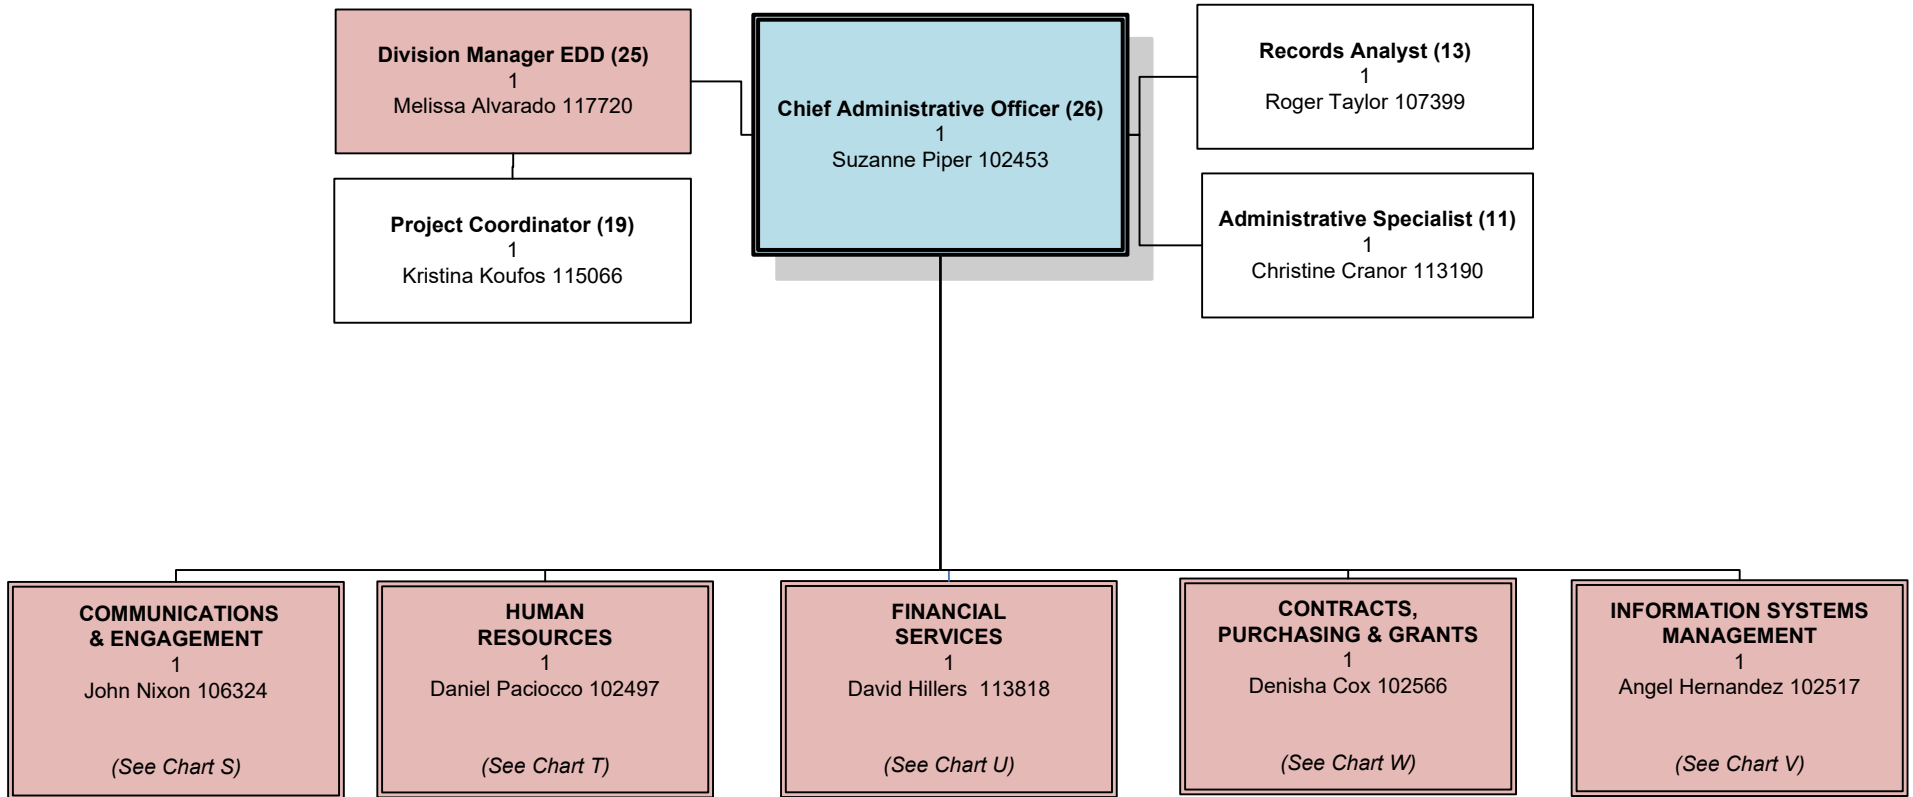 Division Manager EDD (25)
1
Melissa Alvarado 117720
Project Coordinator (19)
1
Kristina Koufos 115066
Chief Administrative Officer (26)
1
Suzanne Piper 102453
Records Analyst (13)
1
Roger Taylor 107399
Administrative Specialist (11)
1
Christine Cranor 113190
COMMUNICATIONS
& ENGAGEMENT
1
John Nixon 106324
(See Chart S)
HUMAN
RESOURCES
1
Daniel Paciocco 102497
(See Chart T)
FINANCIAL
SERVICES
1
David Hillers  113818
(See Chart U)
CONTRACTS,
PURCHASING & GRANTS
1
Denisha Cox 102566
(See Chart W)
INFORMATION SYSTEMS
MANAGEMENT
1
Angel Hernandez 102517
(See Chart V)